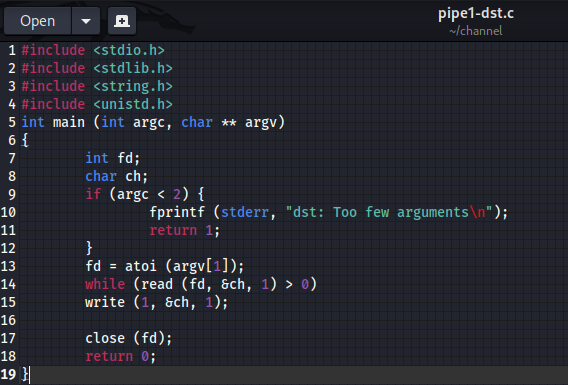 Open
pipe1-dst.c
~/channel
1 #include <stdio.h>
2 #include <stdlib.h>
3 #include <string.h>
4 #include <unistd.h>
5 int main (int argc, char ** argv)
6 {
7         int fd;
8         char ch;
9         if (argc < 2) {
10                 fprintf (stderr, "dst: Too few arguments\n");
11                 return 1;
12         }
13         fd = atoi (argv[1]);
14         while (read (fd, &ch, 1) > 0)
15         write (1, &ch, 1);
16
17         close (fd);
18         return 0;
19 }